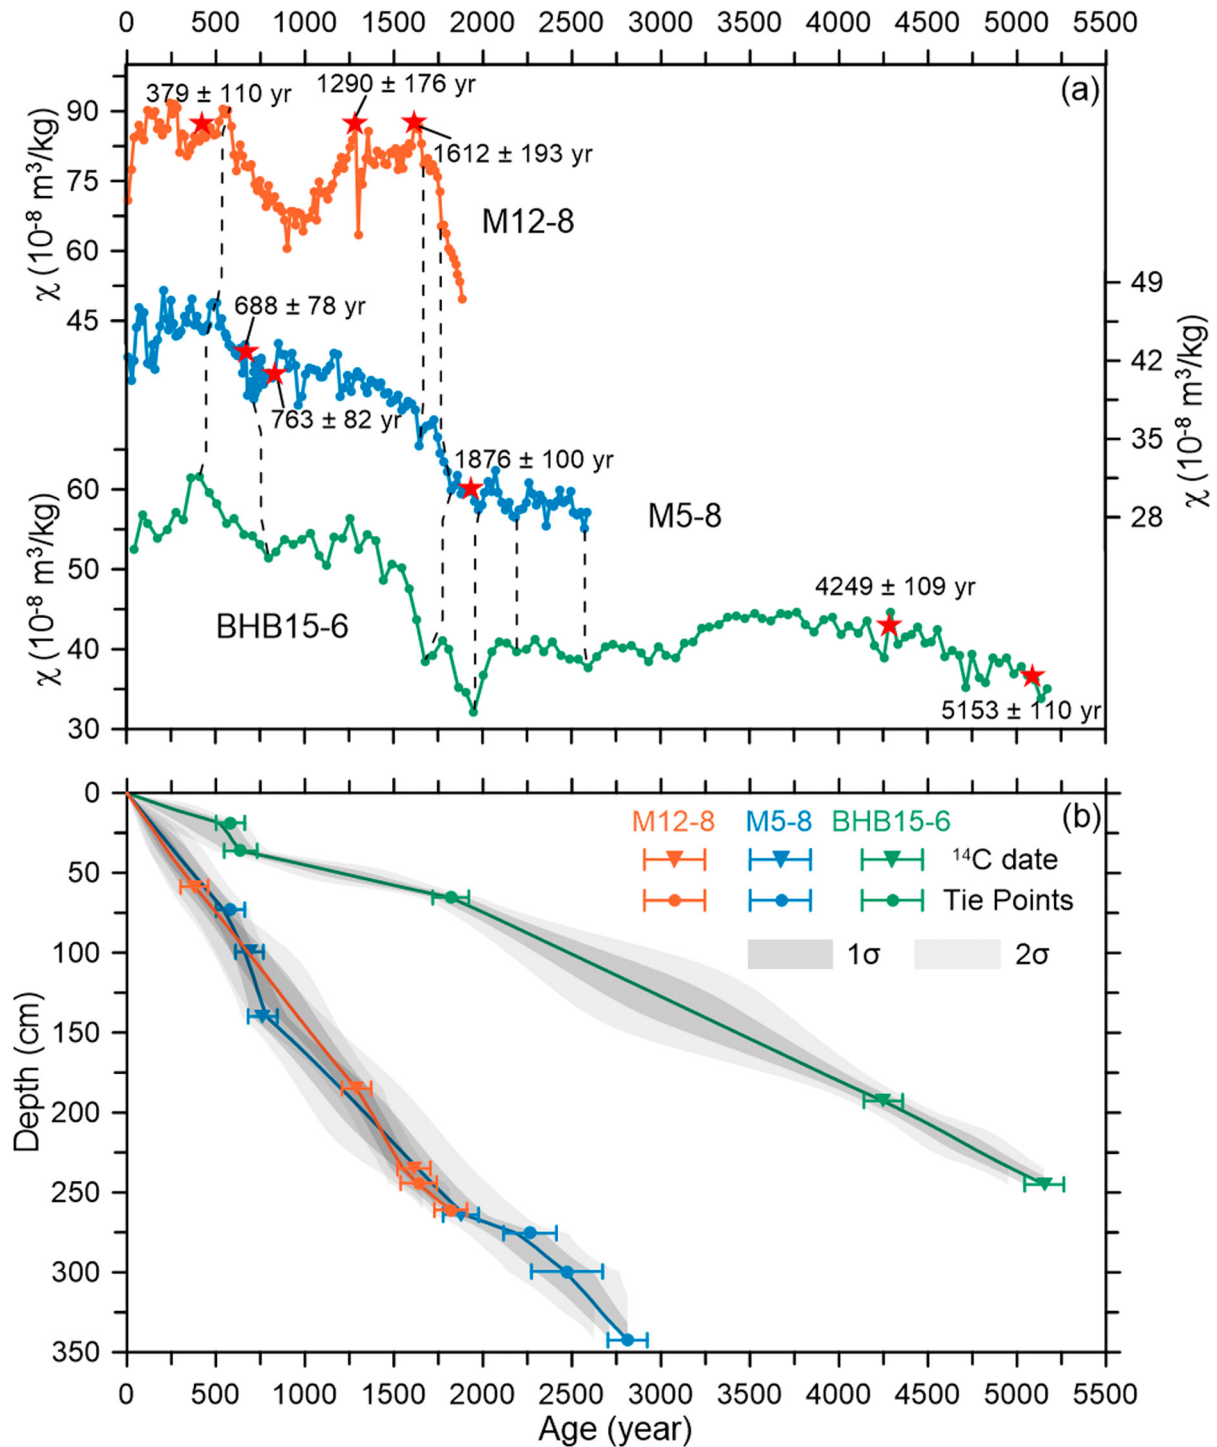 0 500 1000 1500 2000 2500 3000 3500 4000 4500 5000 5500
(a)
379 ± 110 yr
1290 ± 176 yr
1612 ± 193 yr
M12-8
90
75
60
45
χ (10⁻⁸ m³/kg)
688 ± 78 yr
763 ± 82 yr
1876 ± 100 yr
M5-8
49
42
35
28
χ (10⁻⁸ m³/kg)
60
50
40
30
χ (10⁻⁸ m³/kg)
BHB15-6
4249 ± 109 yr
5153 ± 110 yr
(b)
M12-8 M5-8 BHB15-6
¹⁴C date
Tie Points
1σ 2σ
0
50
100
150
200
250
300
350
Depth (cm)
0 500 1000 1500 2000 2500 3000 3500 4000 4500 5000 5500
Age (year)